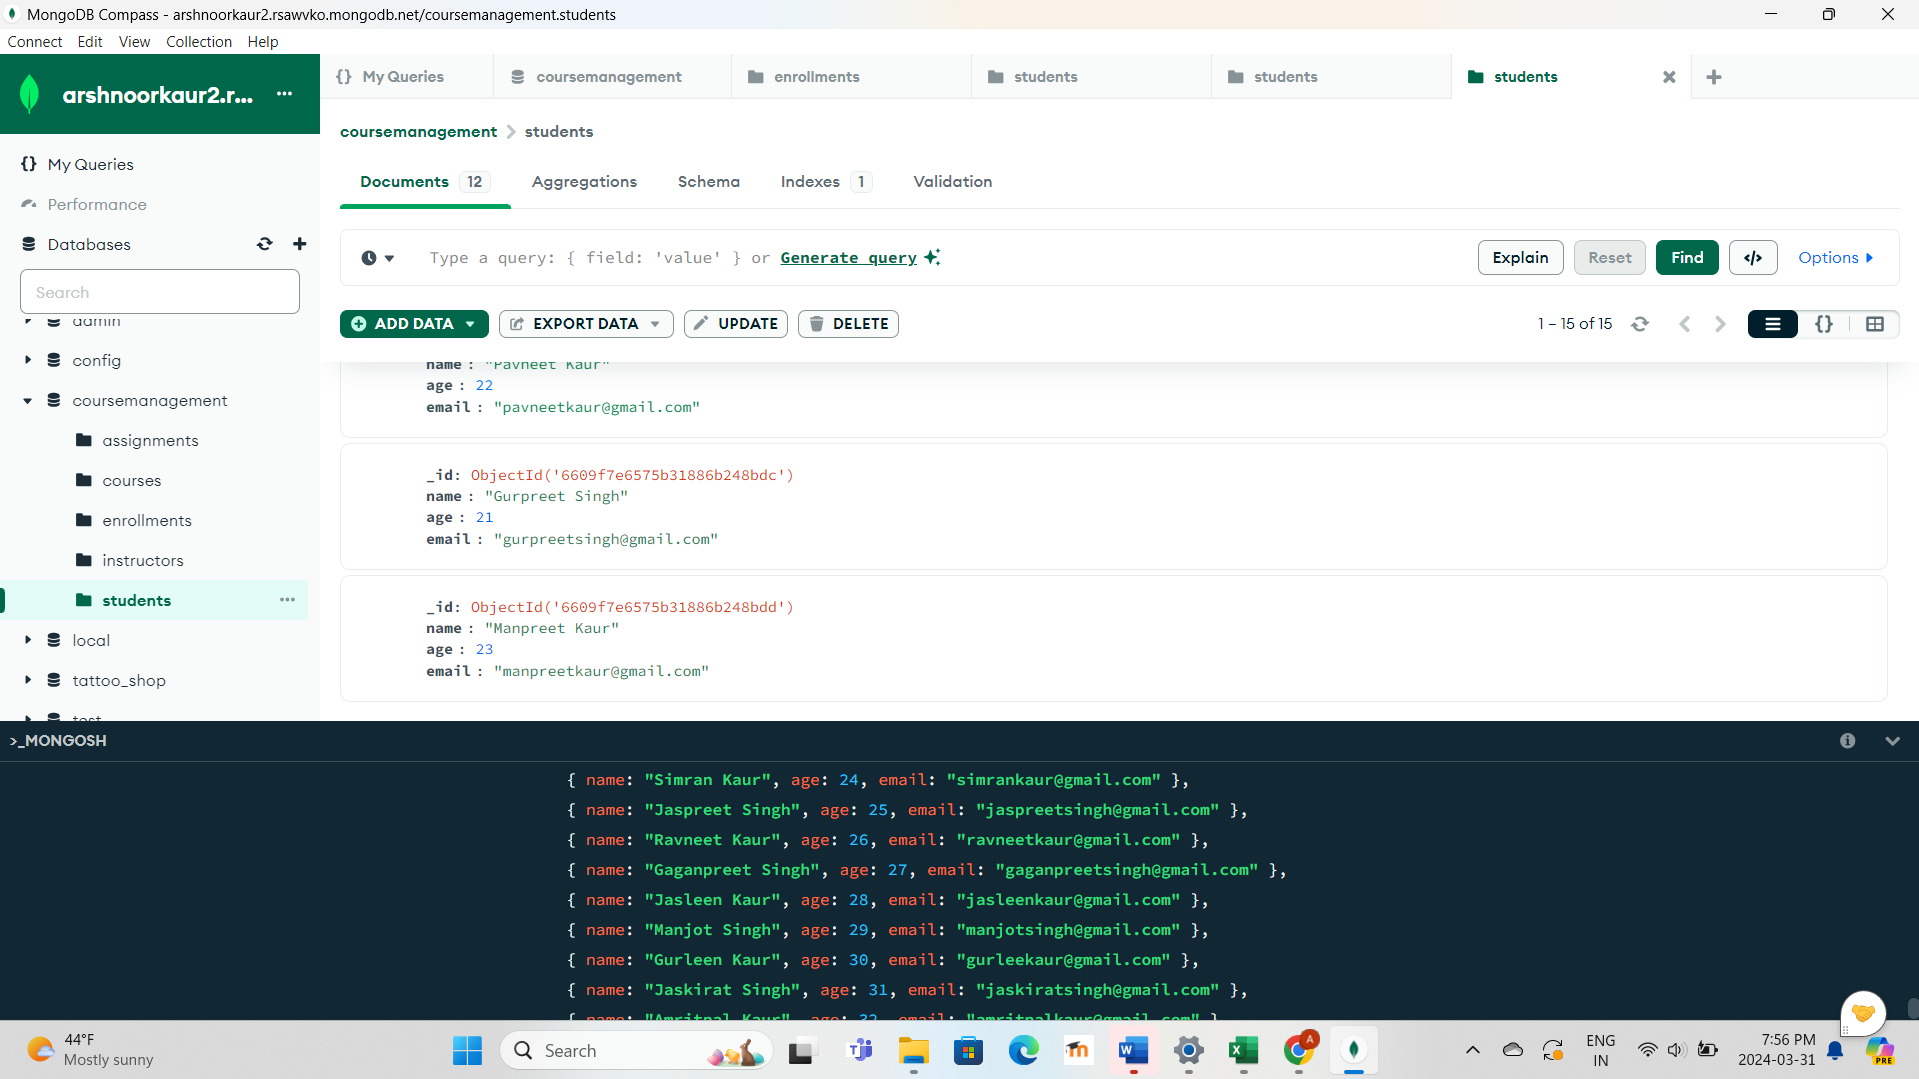 MongoDB Compass - arshnoorkaur2.rsawvko.mongodb.net/coursemanagement.students
Connect Edit View Collection Help
arshnoorkaur2.r... ...
{} My Queries
coursemanagement
enrollments
students
students
students
My Queries
Performance
Databases
Search
admin
config
coursemanagement
assignments
courses
enrollments
instructors
students
local
tattoo_shop
test
coursemanagement > students
Documents 12 Aggregations Schema Indexes 1 Validation
Type a query: { field: 'value' } or Generate query
Explain Reset Find </> Options
ADD DATA EXPORT DATA UPDATE DELETE
1 – 15 of 15
name : "Pavneet Kaur"
age : 22
email : "pavneetkaur@gmail.com"
_id: ObjectId('6609f7e6575b31886b248bdc')
name : "Gurpreet Singh"
age : 21
email : "gurpreetsingh@gmail.com"
_id: ObjectId('6609f7e6575b31886b248bdd')
name : "Manpreet Kaur"
age : 23
email : "manpreetkaur@gmail.com"
>_MONGOSH
{ name: "Simran Kaur", age: 24, email: "simrankaur@gmail.com" },
{ name: "Jaspreet Singh", age: 25, email: "jaspreetsingh@gmail.com" },
{ name: "Ravneet Kaur", age: 26, email: "ravneetkaur@gmail.com" },
{ name: "Gaganpreet Singh", age: 27, email: "gaganpreetsingh@gmail.com" },
{ name: "Jasleen Kaur", age: 28, email: "jasleenkaur@gmail.com" },
{ name: "Manjot Singh", age: 29, email: "manjotsingh@gmail.com" },
{ name: "Gurleen Kaur", age: 30, email: "gurleekaur@gmail.com" },
{ name: "Jaskirat Singh", age: 31, email: "jaskiratsingh@gmail.com" },
{ name: "Amritpal Kaur", age: 32, email: "amritpalkaur@gmail.com" }
44°F
Mostly sunny
Search
ENG
IN
7:56 PM
2024-03-31
PRE